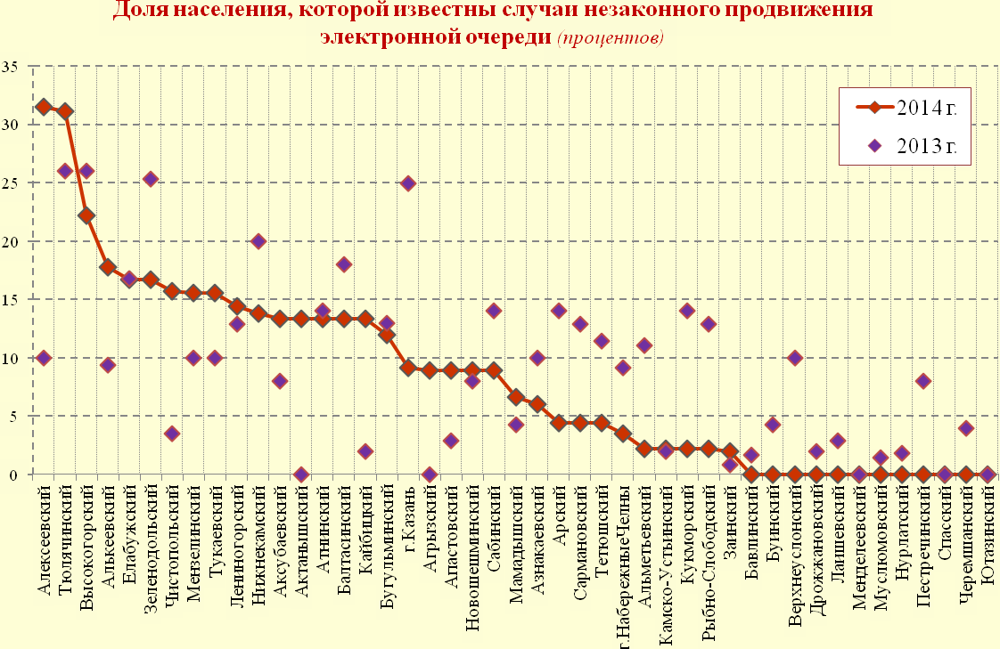 Доля населения, которой известны случаи незаконного продвижения
электронной очереди (процентов)
35
30
25
20
15
10
5
0
2014 г.
2013 г.
Алексеевский
Тюлячинский
Высокогорский
Алькеевский
Елабужский
Зеленодольский
Чистопольский
Мензелинский
Тукаевский
Лениногорский
Нижнекамский
Аксубаевский
Актанышский
Атнинский
Балтасинский
Кайбицкий
Бугульминский
г.Казань
Агрызский
Апастовский
Новошешминский
Сабинский
Мамадышский
Азнакаевский
Арский
Сармановский
Тетюшский
г.НабережныеЧелны
Альметьевский
Камско-Устьинский
Кукморский
Рыбно-Слободский
Заинский
Бавлинский
Буинский
Верхнеуслонский
Дрожжановский
Лаишевский
Менделеевский
Муслюмовский
Нурлатский
Пестречинский
Спасский
Черемшанский
Ютазинский